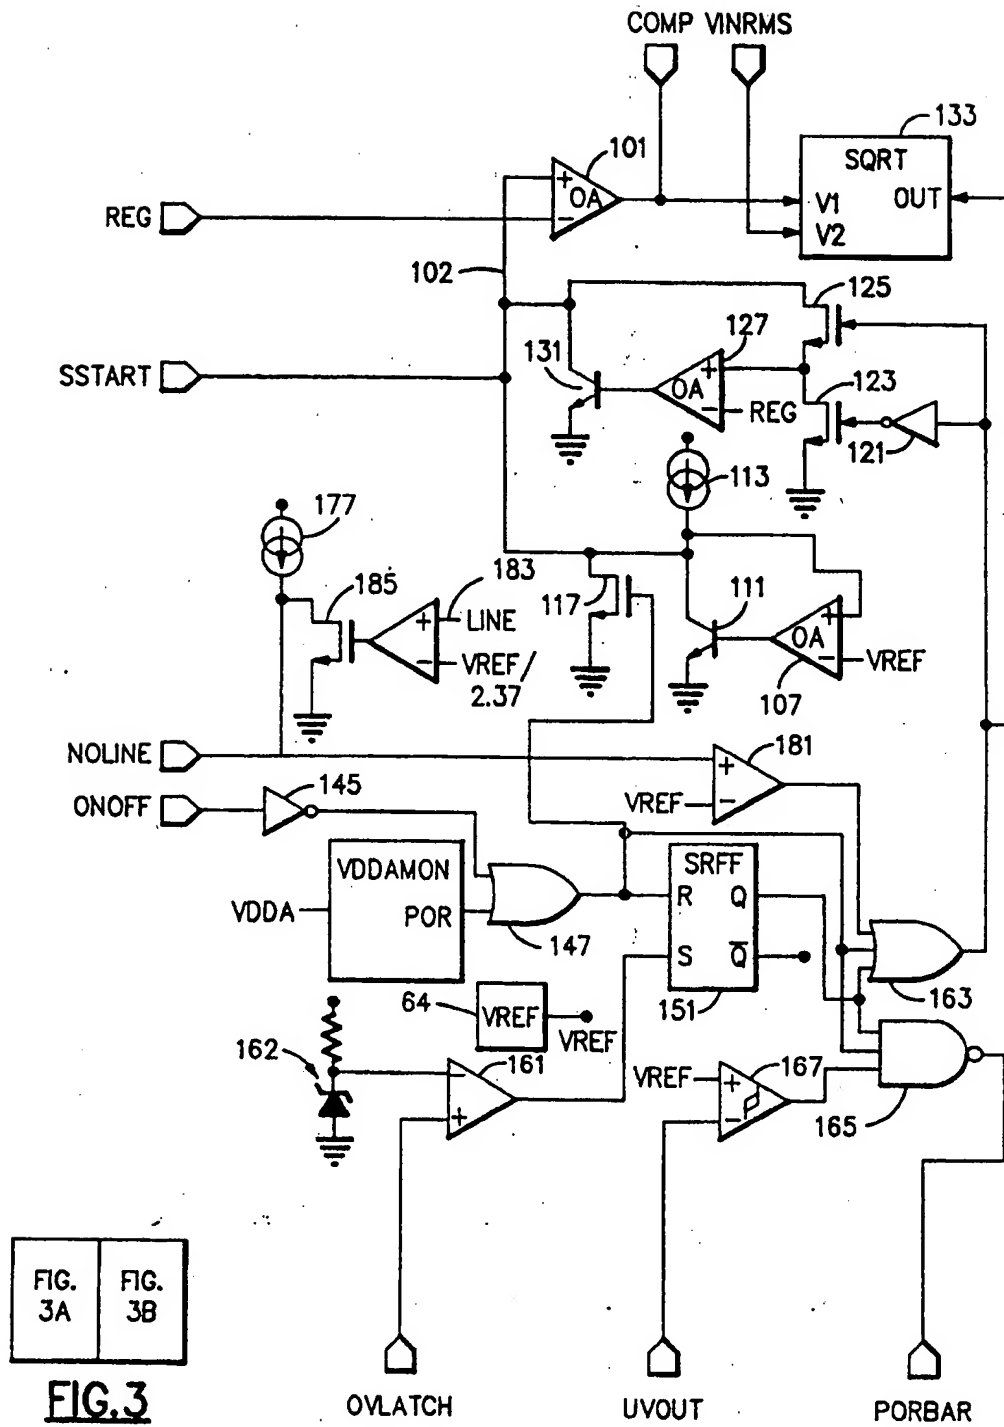 COMP VINRMS
133
SQRT
V1
V2
OUT
101
+
OA
-
REG
102
125
127
131
+
OA
-
REG
SSTART
123
121
113
177
185
183
+
LINE
-
VREF/
2.37
117
111
+
OA
-
VREF
107
NOLINE
181
+
VREF
-
ONOFF
145
VDDAMON
VDDA
POR
147
SRFF
R
Q
S
Q̅
151
163
64
VREF
VREF
162
161
-
+
VREF
+
-
167
165
FIG.
3A
FIG.
3B
FIG.3
OVLATCH
UVOUT
PORBAR